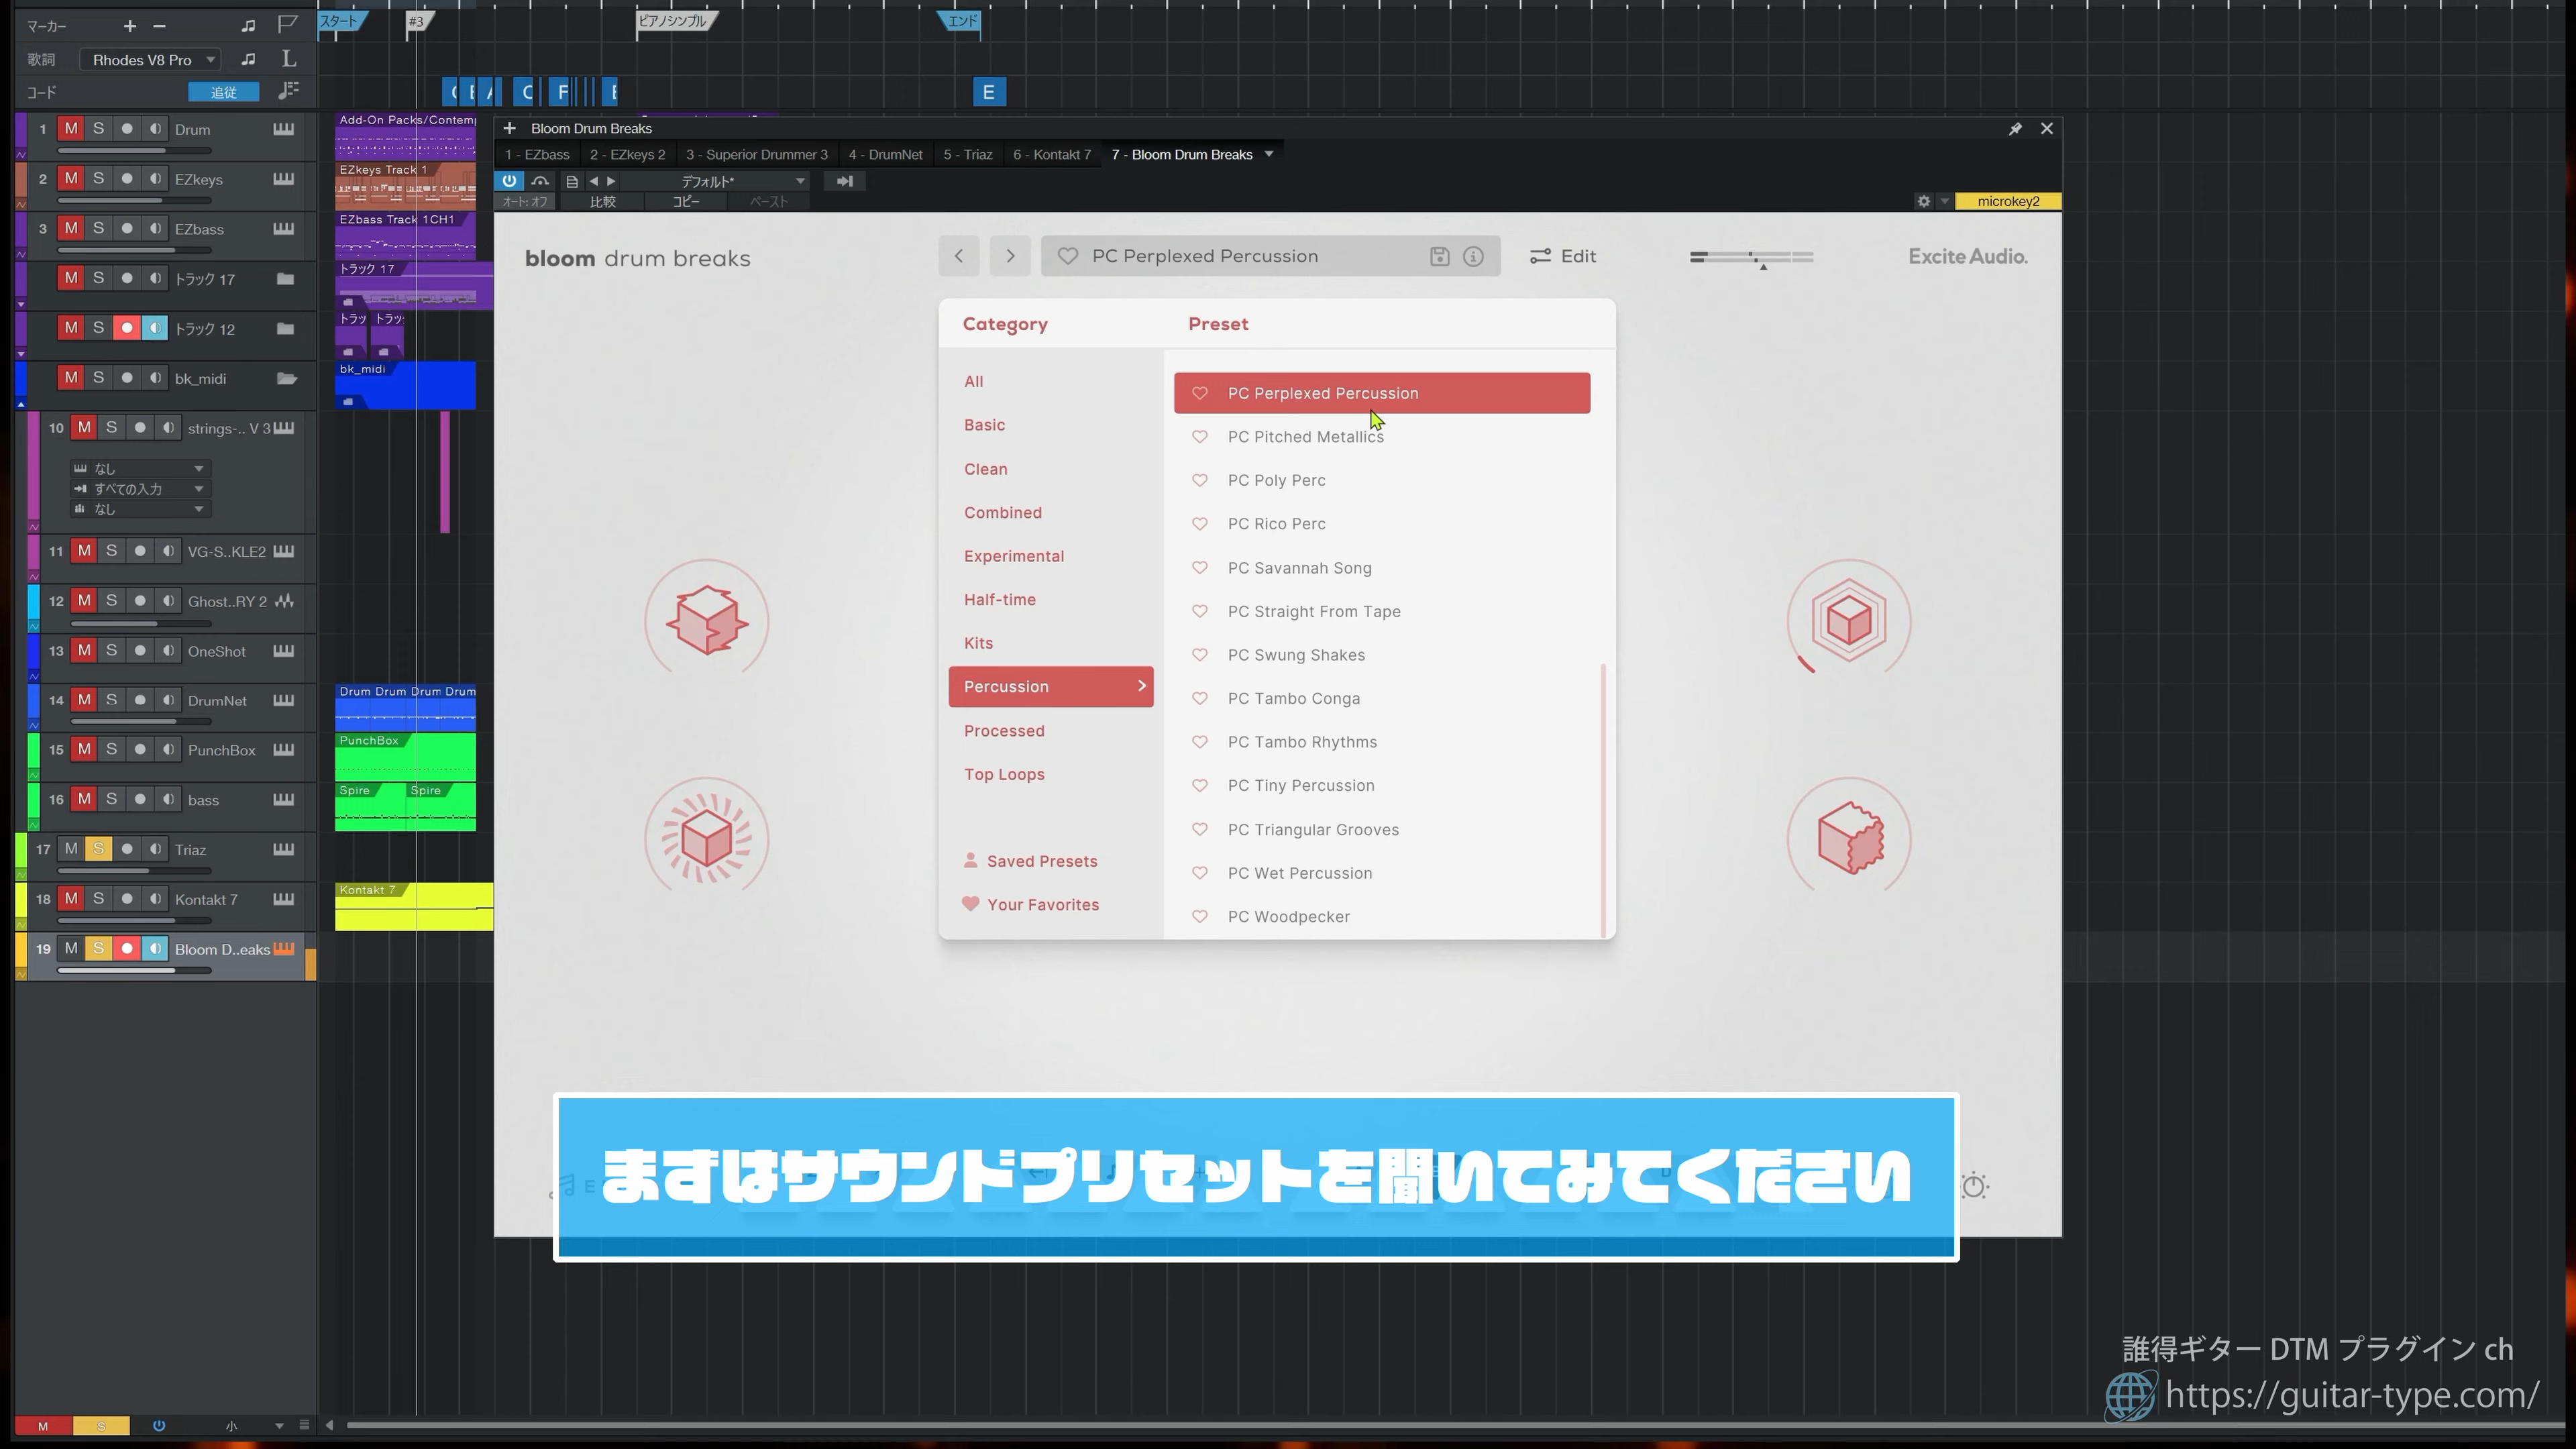 マーカー
スタート
#3
ピアノシンプル
エンド
歌詞
Rhodes V8 Pro
L
コード
追従
E
A
C
F
E
E
1 M S Drum
Add-On Packs/Contemp
2 M S EZkeys
EZkeys Track 1
3 M S EZbass
EZbass Track 1CH1
M S トラック 17
トラック 17
M S トラック 12
トラッ トラッ
M S bk_midi
bk_midi
10 M S strings-.. V 3
なし
すべての入力
なし
11 M S VG-S..KLE2
12 M S Ghost..RY 2
13 M S OneShot
14 M S DrumNet
Drum Drum Drum Drum
15 M S PunchBox
PunchBox
16 M S bass
Spire Spire
17 M S Triaz
18 M S Kontakt 7
Kontakt 7
19 M S Bloom D..eaks
M S 小
Bloom Drum Breaks
1 - EZbass 2 - EZkeys 2 3 - Superior Drummer 3 4 - DrumNet 5 - Triaz 6 - Kontakt 7 7 - Bloom Drum Breaks
デフォルト*
オート: オフ 比較 コピー ペースト
microkey2
bloom drum breaks
PC Perplexed Percussion
Edit
Excite Audio.
Category
Preset
All
Basic
Clean
Combined
Experimental
Half-time
Kits
Percussion
Processed
Top Loops
Saved Presets
Your Favorites
PC Perplexed Percussion
PC Pitched Metallics
PC Poly Perc
PC Rico Perc
PC Savannah Song
PC Straight From Tape
PC Swung Shakes
PC Tambo Conga
PC Tambo Rhythms
PC Tiny Percussion
PC Triangular Grooves
PC Wet Percussion
PC Woodpecker
まずはサウンドプリセットを聞いてみてください
誰得ギター DTM プラグイン ch
https://guitar-type.com/